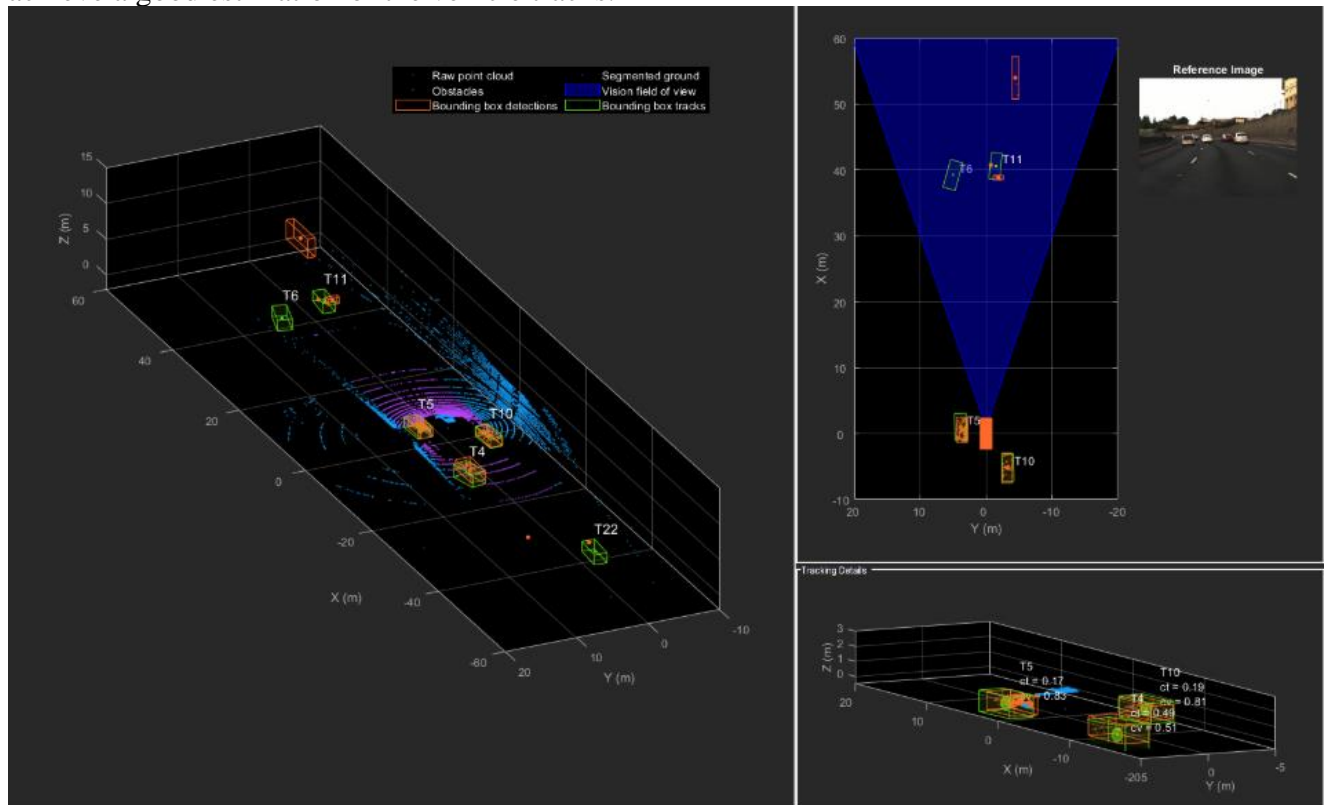 Raw point cloud
Segmented ground
Obstacles
Vision field of view
Bounding box detections
Bounding box tracks
15
10
5
0
Z (m)
60
40
20
0
-20
-40
-60
X (m)
20
10
0
-10
Y (m)
T11
T6
T5
T10
T4
T22
60
50
40
30
20
10
0
-10
X (m)
20
10
0
-10
-20
Y (m)
T6
T11
T5
T10
Reference Image
Tracking Details
3
2
1
0
Z (m)
20
10
0
-10
-205
X (m)
0
-5
Y (m)
T5
ct = 0.17
T10
ct = 0.19
cv = 0.81
T4
ct = 0.49
cv = 0.51